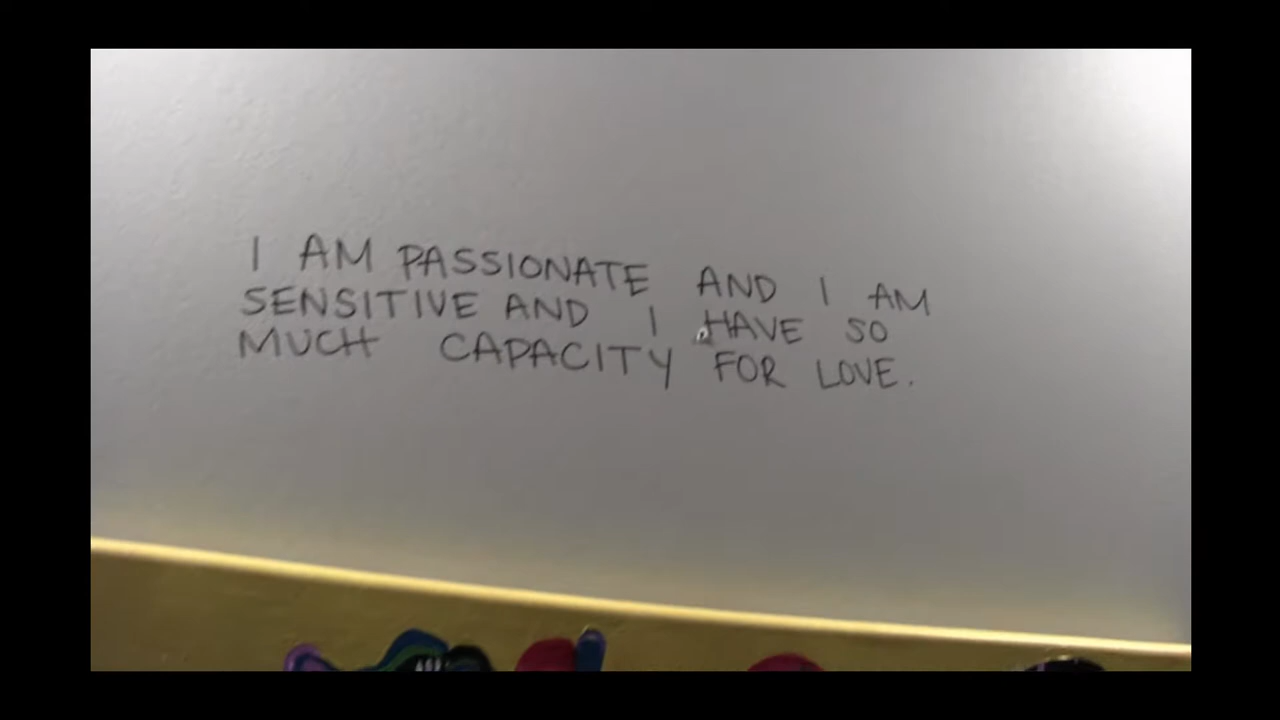 I AM PASSIONATE AND I AM
SENSITIVE AND I HAVE SO
MUCH CAPACITY FOR LOVE.